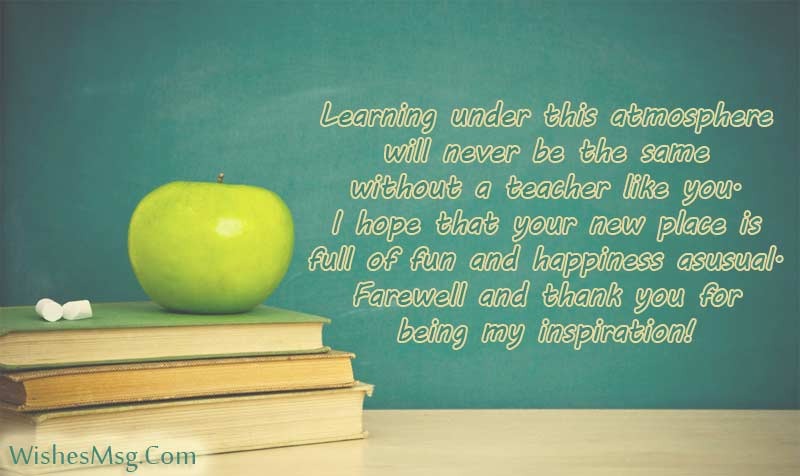 Learning under this atmosphere
will never be the same
without a teacher like you.
I hope that your new place is
full of fun and happiness asusual.
Farewell and thank you for
being my inspiration!
WishesMsg.Com